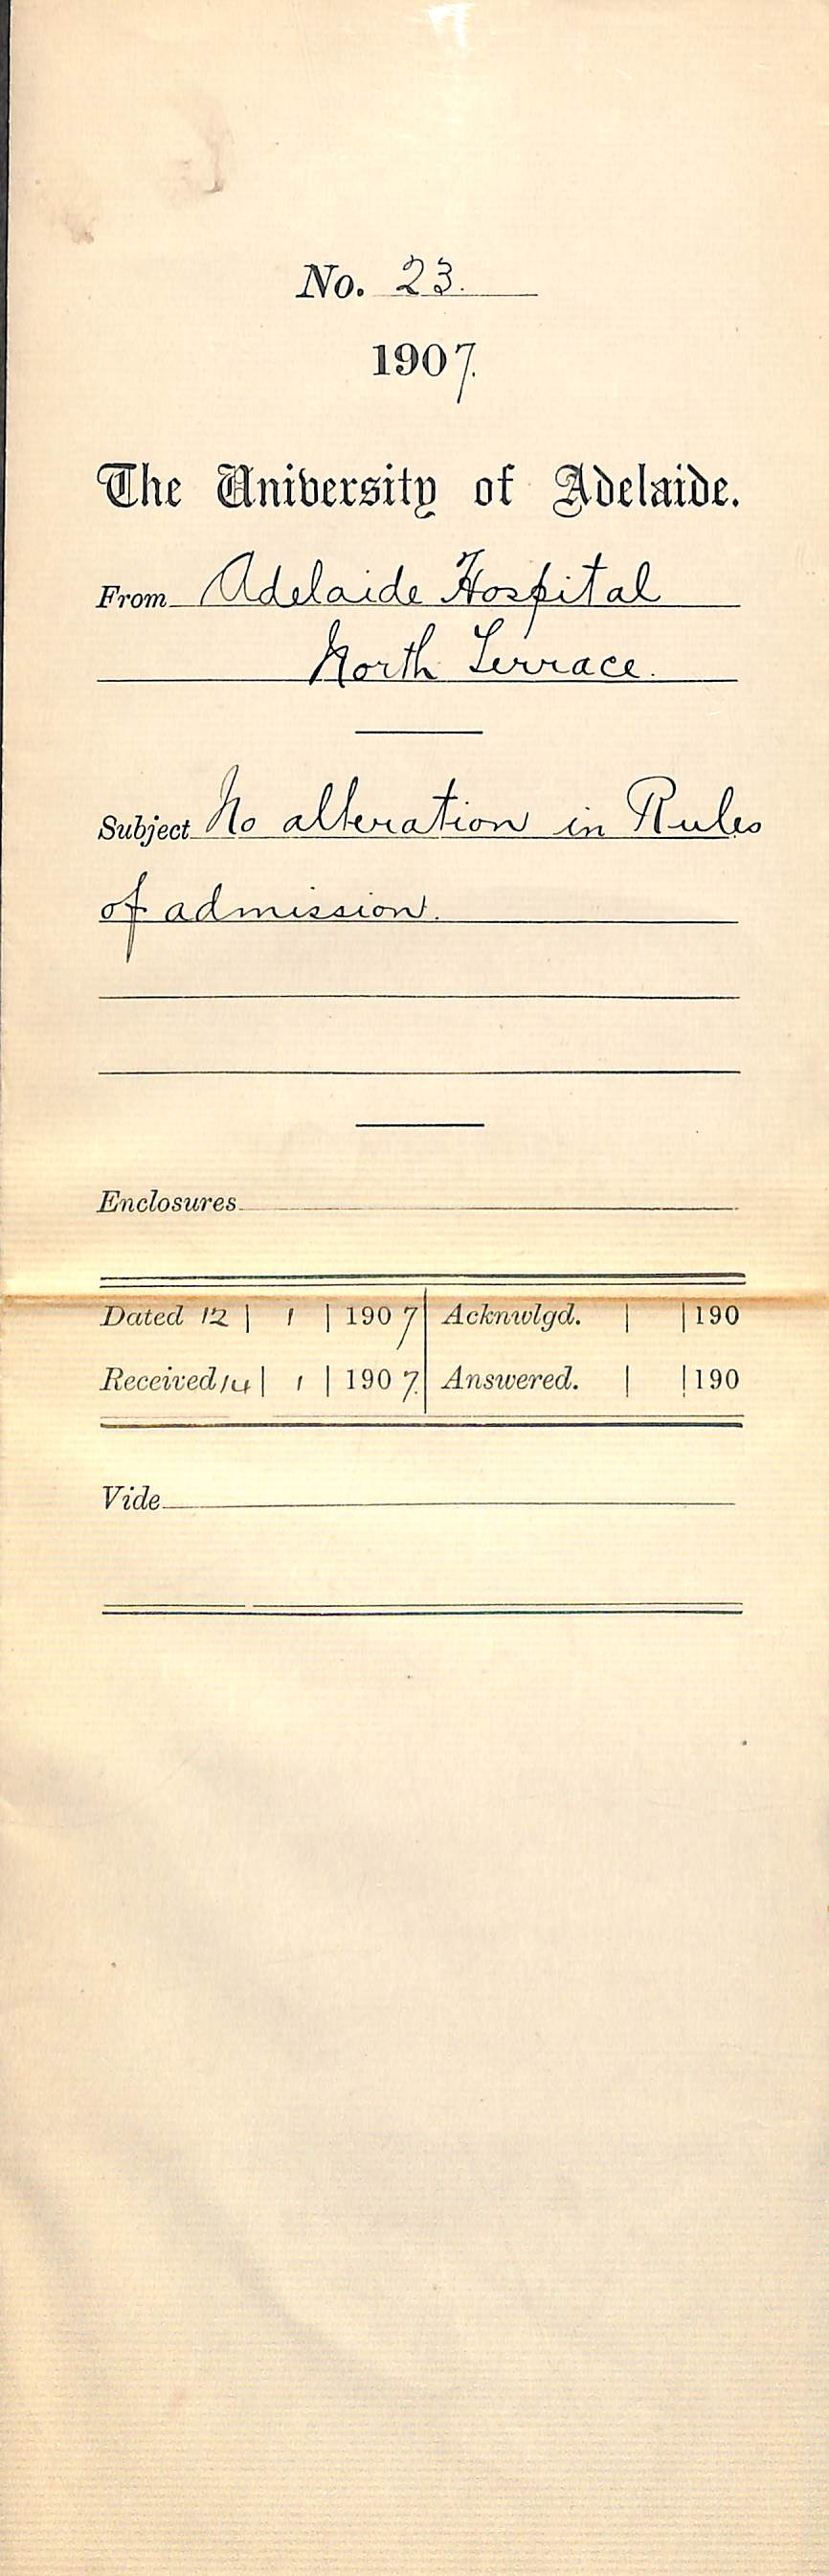 No. 23.
1907.
The University of Adelaide.
From Adelaide Hospital
North Terrace.
Subject No alteration in Rules
of admission.
Enclosures
Dated 12 | 1 | 1907 | Acknwlgd. | | 190
Received 14 | 1 | 1907. | Answered. | | 190
Vide